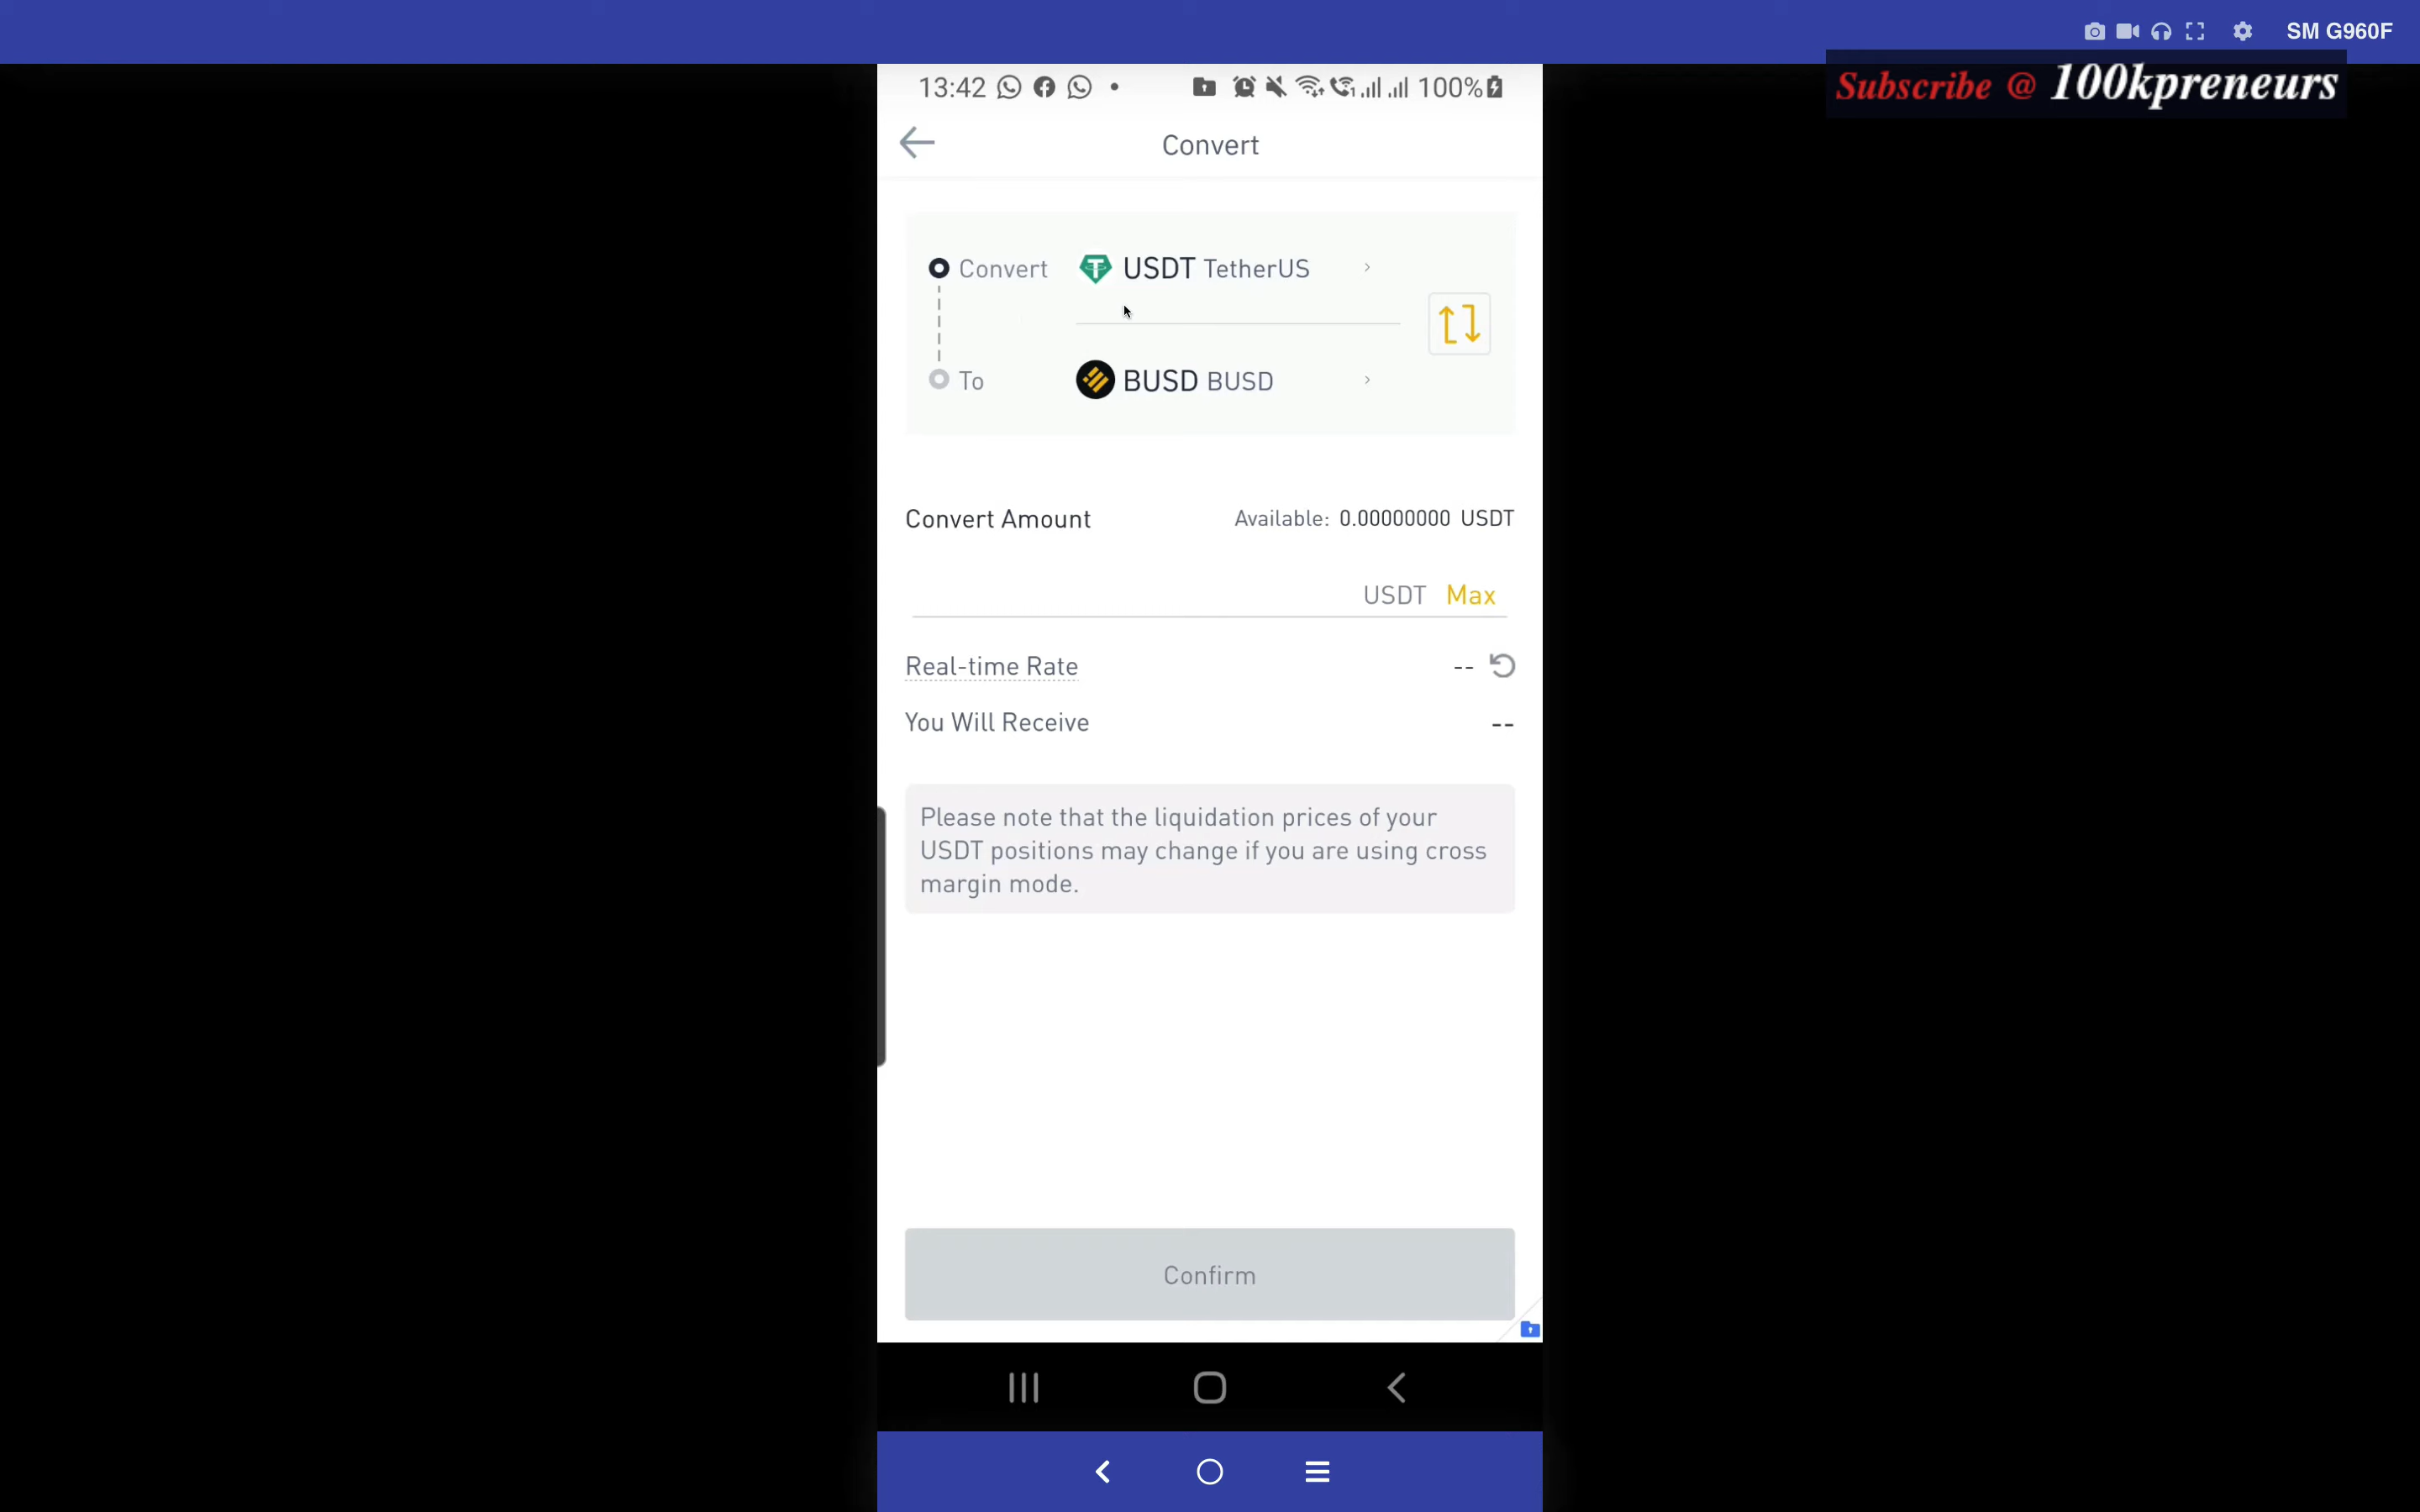 SM G960F
Subscribe @ 100kpreneurs
13:42
100%
Convert
Convert USDT TetherUS
To BUSD BUSD
Convert Amount Available: 0.00000000 USDT
USDT Max
Real-time Rate --
You Will Receive --
Please note that the liquidation prices of your
USDT positions may change if you are using cross
margin mode.
Confirm